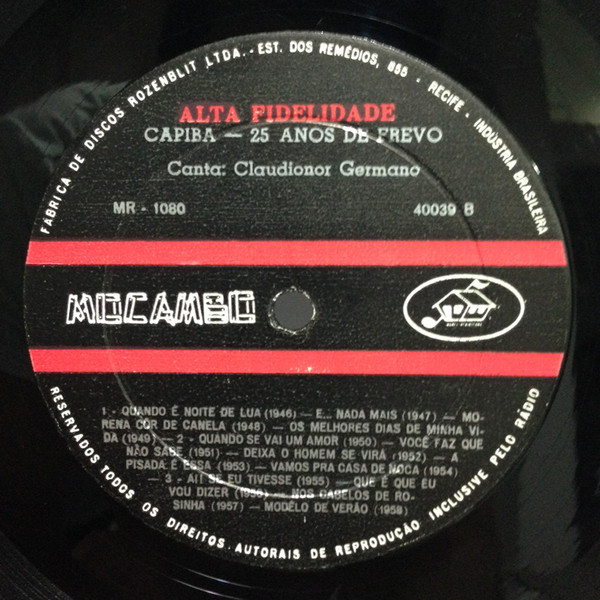 FÁBRICA DE DISCOS ROZENBLIT LTDA. - EST. DOS REMÉDIOS, 855 - RECIFE - INDÚSTRIA BRASILEIRA
ALTA FIDELIDADE
CAPIBA — 25 ANOS DE FREVO
Canta: Claudionor Germano
MR - 1080 40039 B
MOCAMBO
1 - QUANDO É NOITE DE LUA (1946) — E... NADA MAIS (1947) — MO-
RENA CÔR DE CANELA (1948) — OS MELHORES DIAS DE MINHA VI-
DA (1949) — 2 - QUANDO SE VAI UM AMOR (1950) — VOCÊ FAZ QUE
NÃO SABE (1951) — DEIXA O HOMEM SE VIRÁ (1952) — A
PISADA É ESSA (1953) — VAMOS PRA CASA DE NOCA (1954)
— 3 - AI! SE EU TIVESSE (1955) — QUE É QUE EU
VOU DIZER (1956) — NOS CABELOS DE RO-
SINHA (1957) — MODÊLO DE VERÃO (1958)
RESERVADOS TODOS OS DIREITOS. AUTORAIS DE REPRODUÇÃO INCLUSIVE PELO RÁDIO